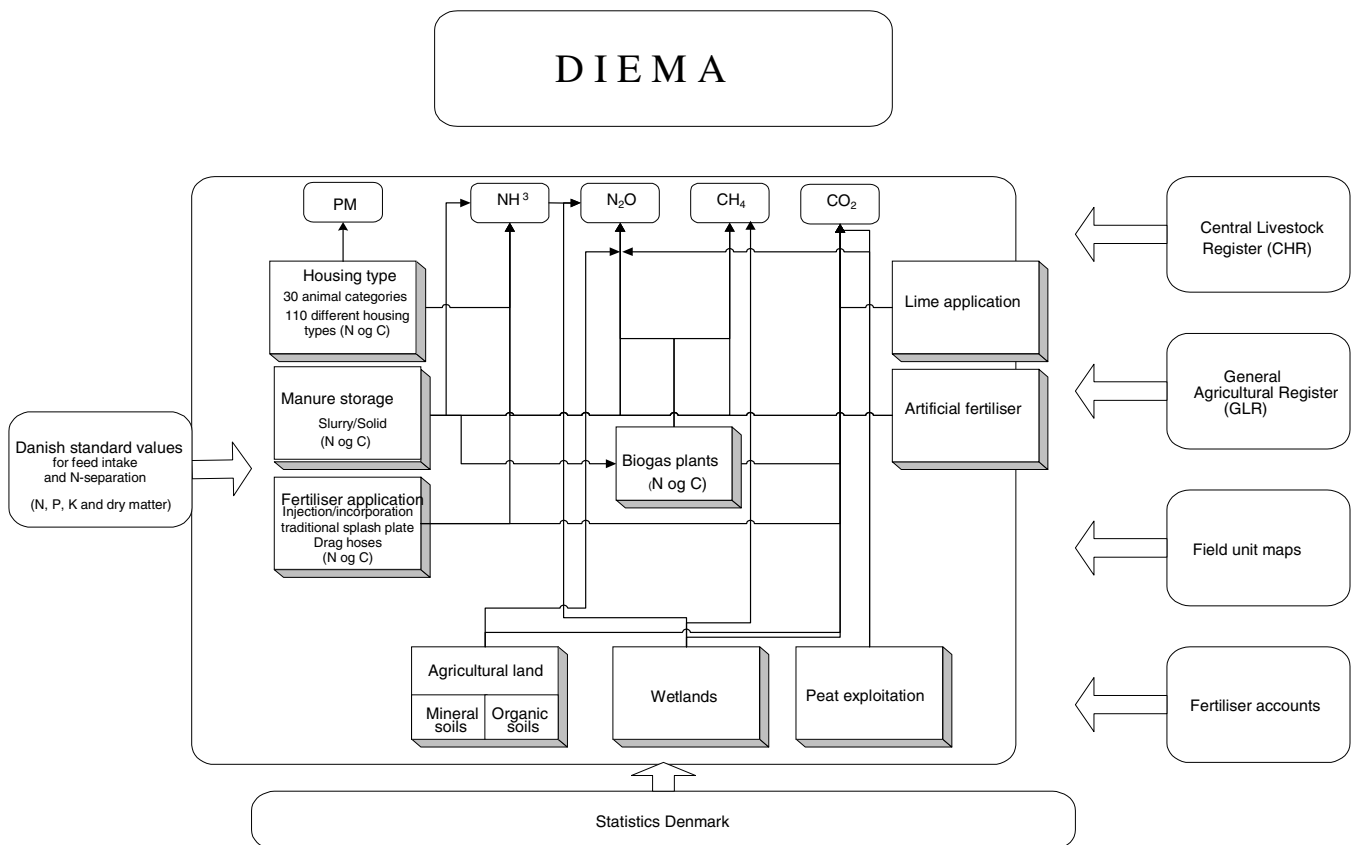 DIEMA
PM
NH³
N₂O
CH₄
CO₂
Housing type
30 animal categories
110 different housing
types (N og C)
Manure storage
Slurry/Solid
(N og C)
Fertiliser application
Injection/incorporation
traditional splash plate
Drag hoses
(N og C)
Danish standard values
for feed intake
and N-separation
(N, P, K and dry matter)
Biogas plants
(N og C)
Lime application
Artificial fertiliser
Agricultural land
Mineral
soils
Organic
soils
Wetlands
Peat exploitation
Central Livestock
Register (CHR)
General
Agricultural Register
(GLR)
Field unit maps
Fertiliser accounts
Statistics Denmark